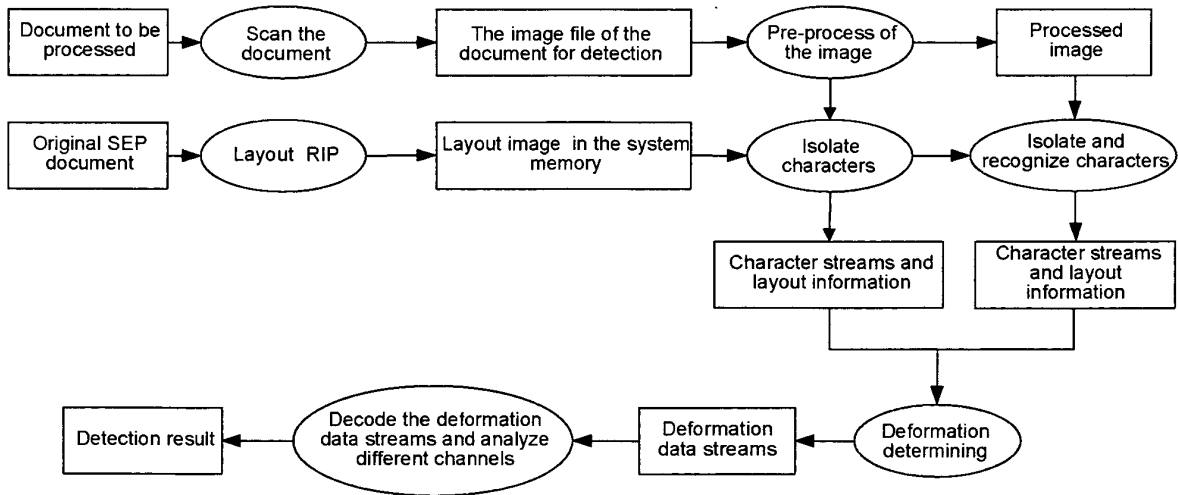 Document to be
processed
Scan the
document
The image file of the
document for detection
Pre-process of
the image
Processed
image
Original SEP
document
Layout RIP
Layout image in the system
memory
Isolate
characters
Isolate and
recognize characters
Character streams and
layout information
Character streams
and layout
information
Detection result
Decode the deformation
data streams and analyze
different channels
Deformation
data streams
Deformation
determining